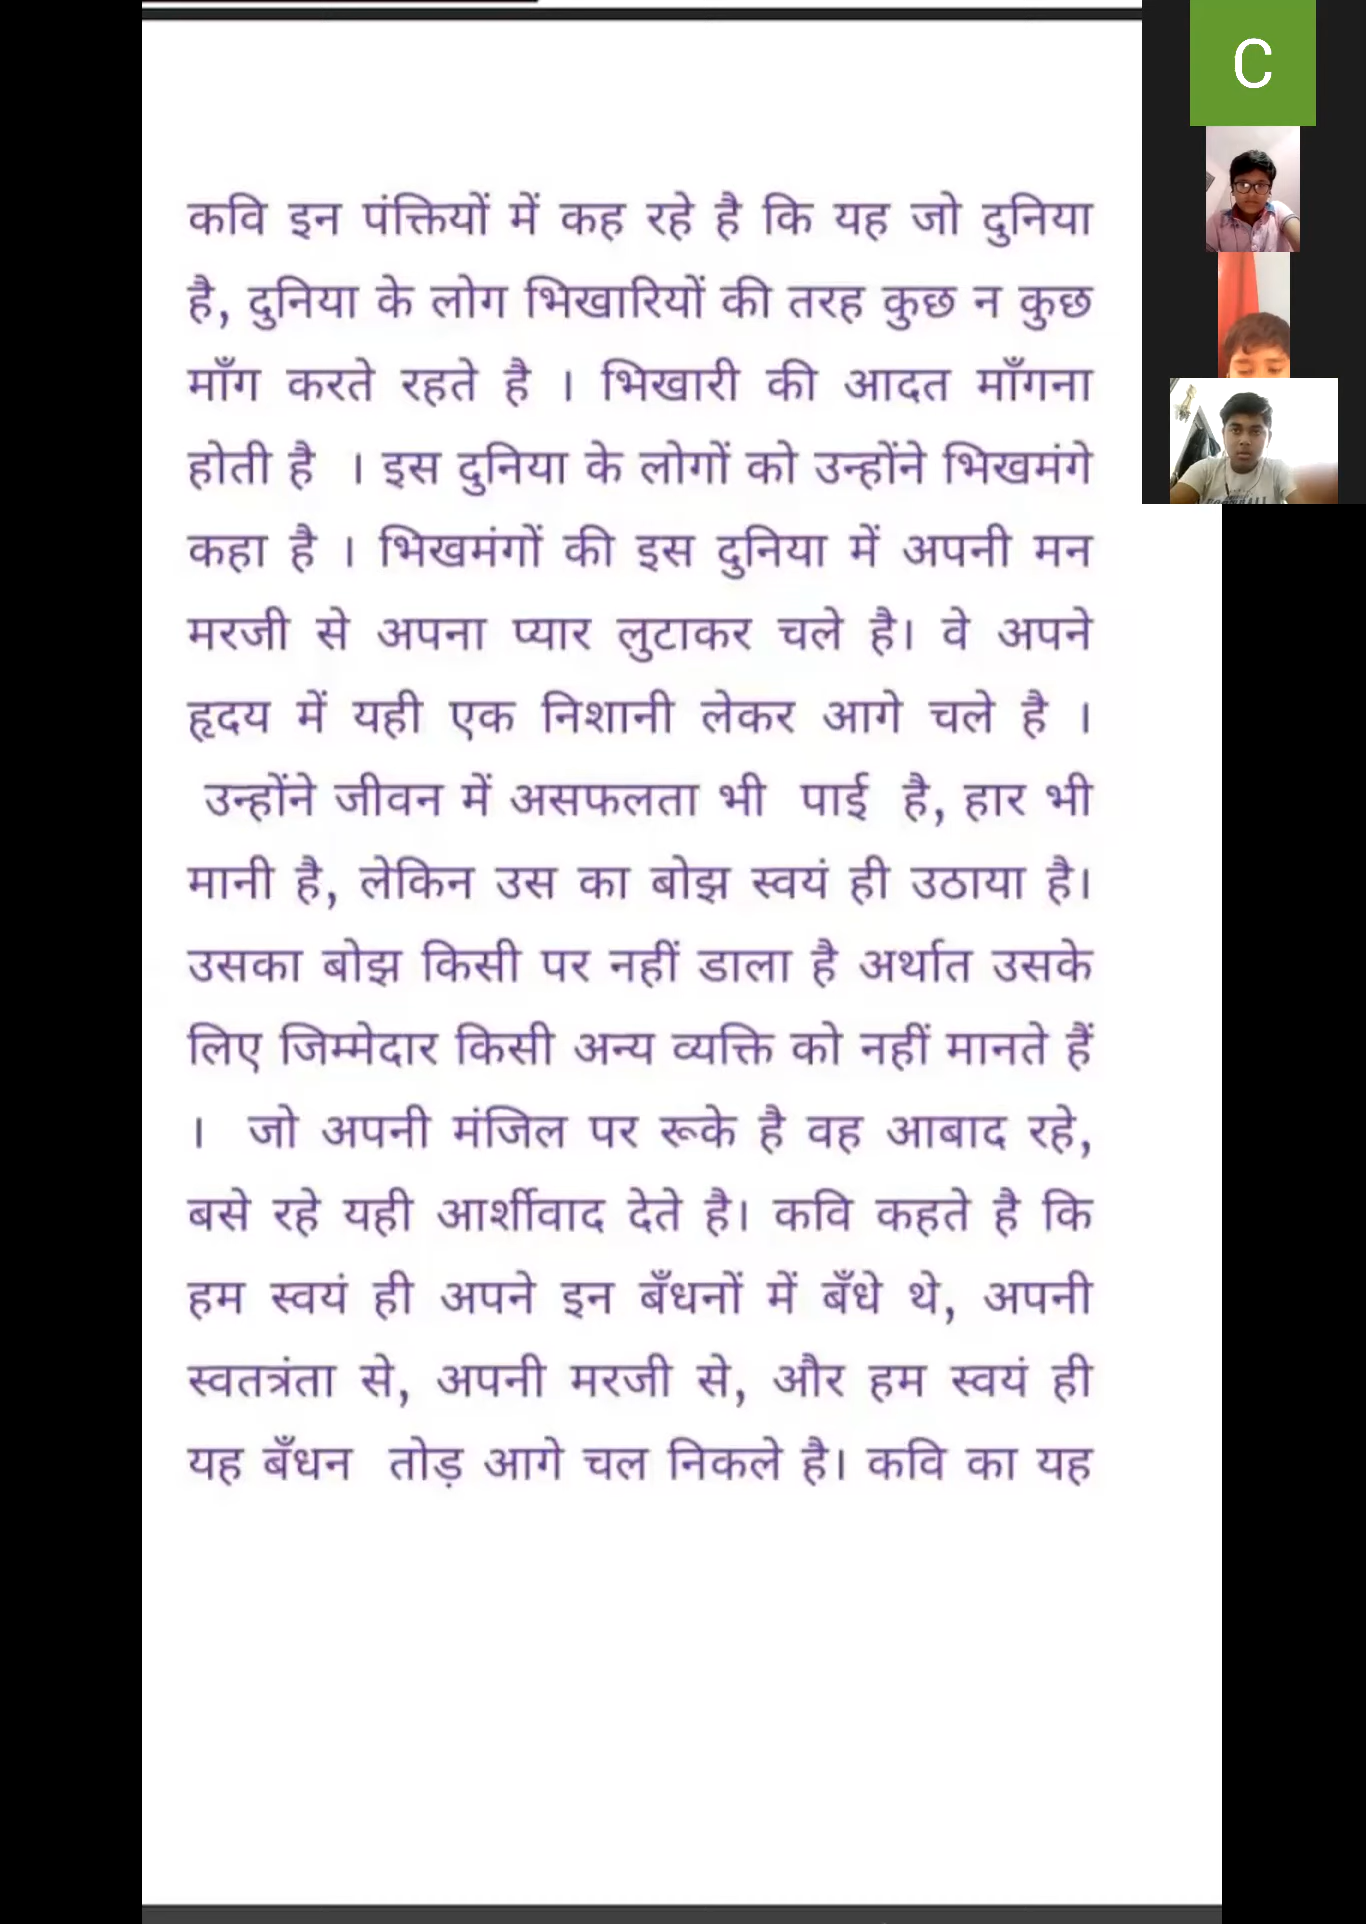 C
कवि इन पंक्तियों में कह रहे है कि यह जो दुनिया
है, दुनिया के लोग भिखारियों की तरह कुछ न कुछ
माँग करते रहते है । भिखारी की आदत माँगना
होती है । इस दुनिया के लोगों को उन्होंने भिखमंगे
कहा है । भिखमंगों की इस दुनिया में अपनी मन
मरजी से अपना प्यार लुटाकर चले है। वे अपने
हृदय में यही एक निशानी लेकर आगे चले है ।
उन्होंने जीवन में असफलता भी पाई है, हार भी
मानी है, लेकिन उस का बोझ स्वयं ही उठाया है।
उसका बोझ किसी पर नहीं डाला है अर्थात उसके
लिए जिम्मेदार किसी अन्य व्यक्ति को नहीं मानते हैं
। जो अपनी मंजिल पर रूके है वह आबाद रहे,
बसे रहे यही आर्शीवाद देते है। कवि कहते है कि
हम स्वयं ही अपने इन बँधनों में बँधे थे, अपनी
स्वतत्रंता से, अपनी मरजी से, और हम स्वयं ही
यह बँधन तोड़ आगे चल निकले है। कवि का यह